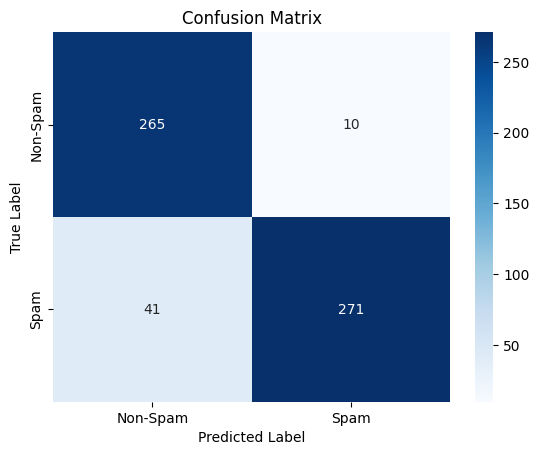 Confusion Matrix
Non-Spam
265
10
250
200
150
100
50
True Label
Spam
41
271
Non-Spam
Spam
Predicted Label